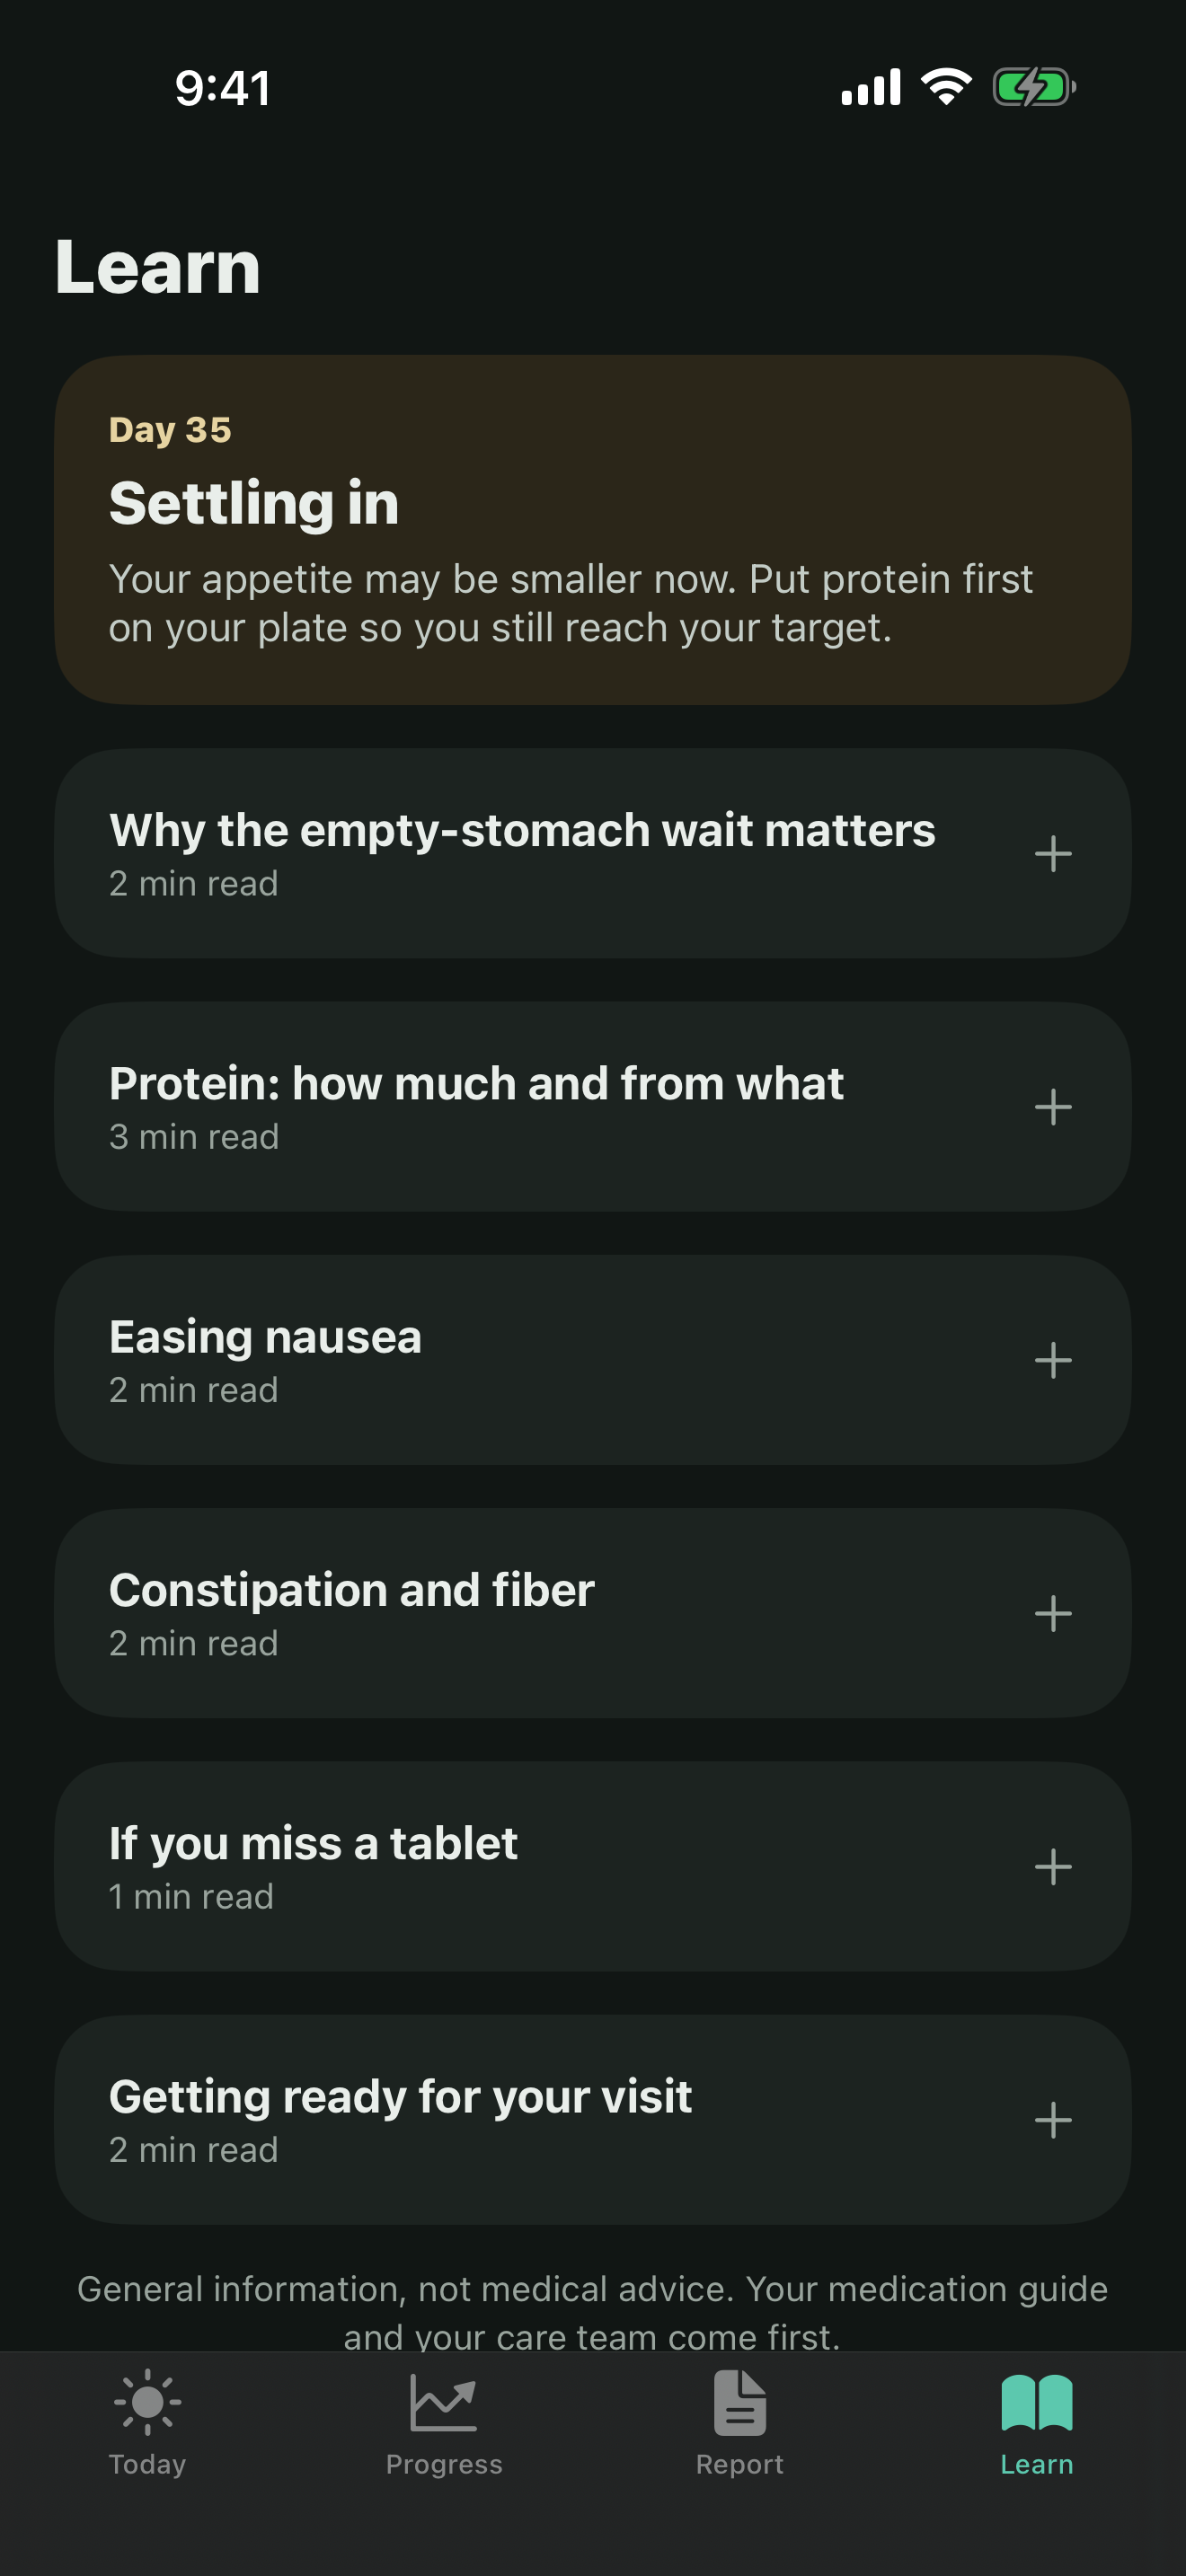 9:41
Learn
Day 35
Settling in
Your appetite may be smaller now. Put protein first
on your plate so you still reach your target.
Why the empty-stomach wait matters
2 min read
Protein: how much and from what
3 min read
Easing nausea
2 min read
Constipation and fiber
2 min read
If you miss a tablet
1 min read
Getting ready for your visit
2 min read
General information, not medical advice. Your medication guide
and your care team come first.
Today
Progress
Report
Learn